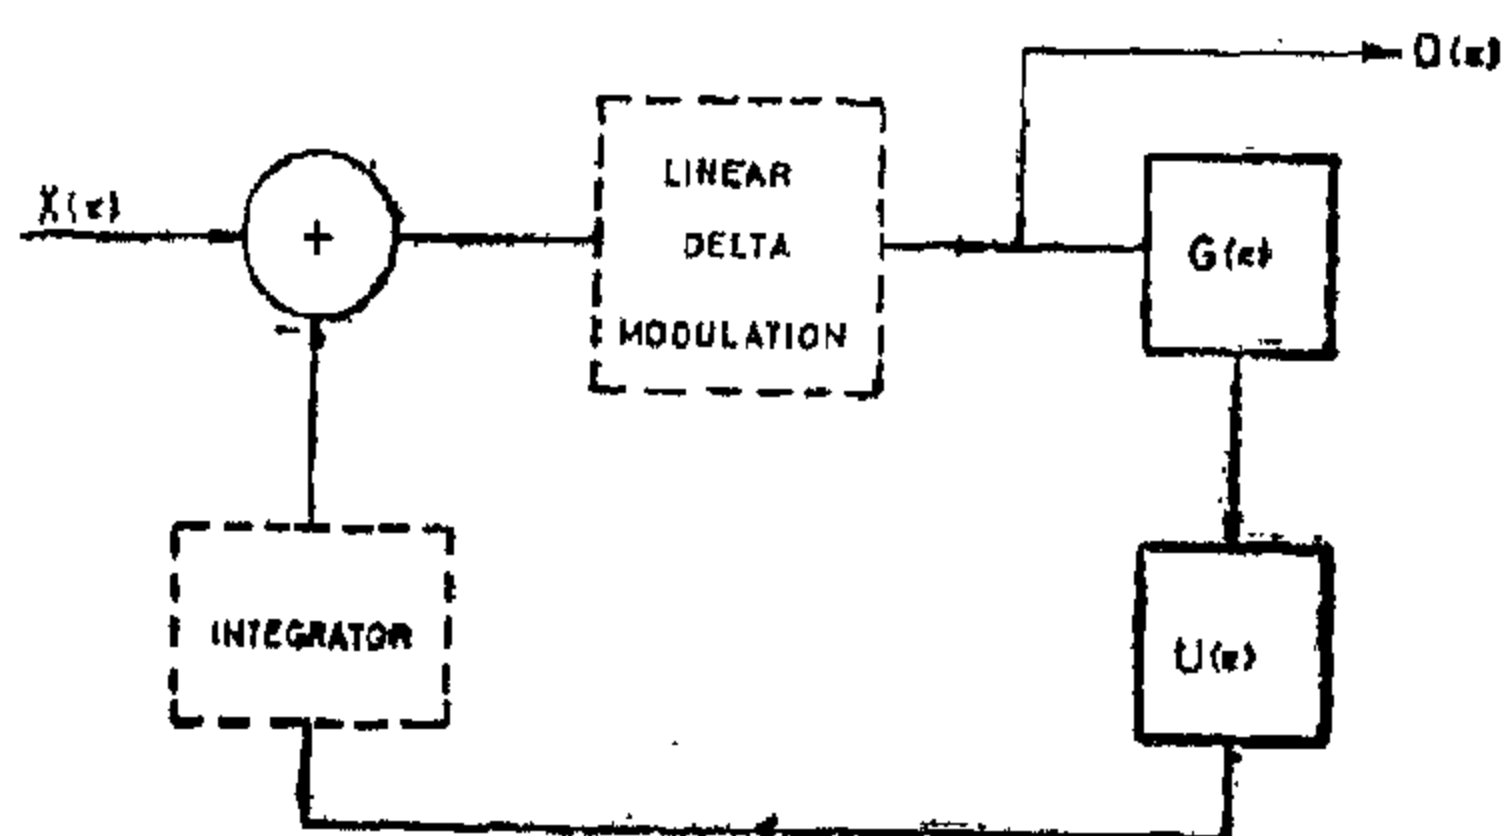 O(z)
X(z)
+
LINEAR
DELTA
MODULATION
G(z)
-
INTEGRATOR
U(z)